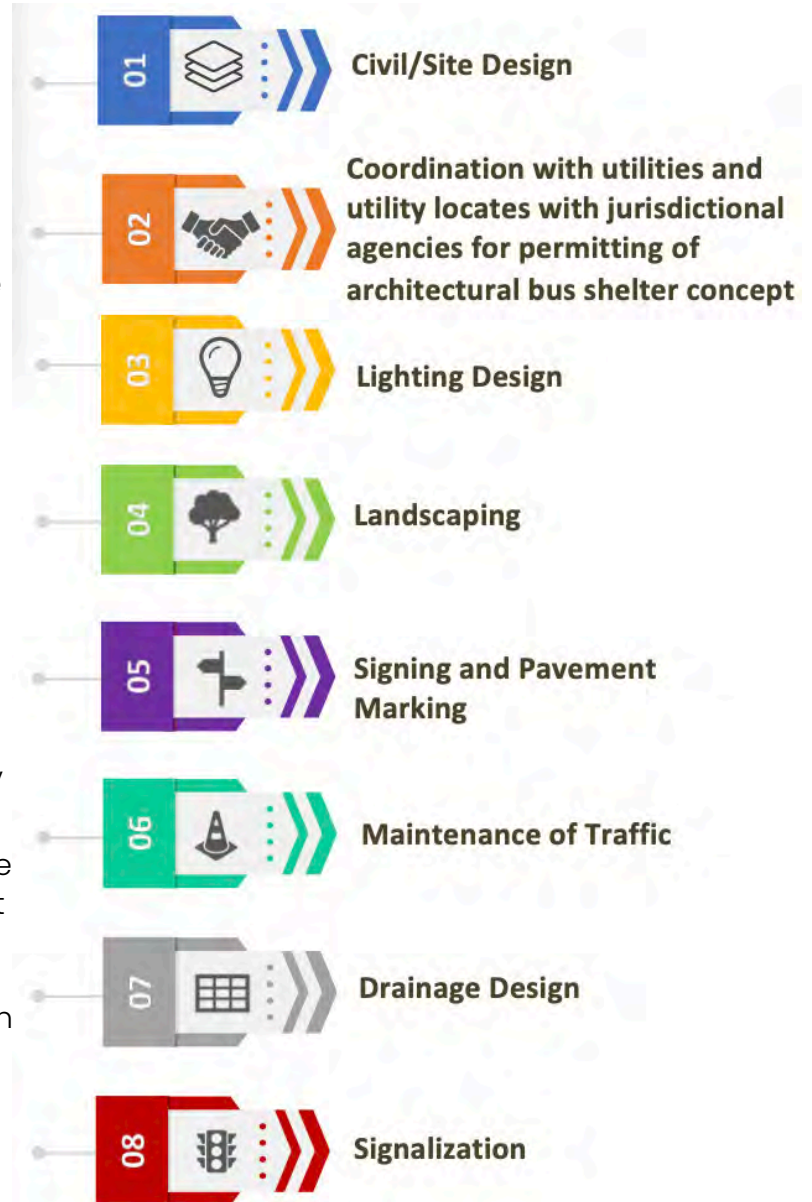 01
Civil/Site Design
02
Coordination with utilities and
utility locates with jurisdictional
agencies for permitting of
architectural bus shelter concept
03
Lighting Design
04
Landscaping
05
Signing and Pavement
Marking
06
Maintenance of Traffic
07
Drainage Design
08
Signalization